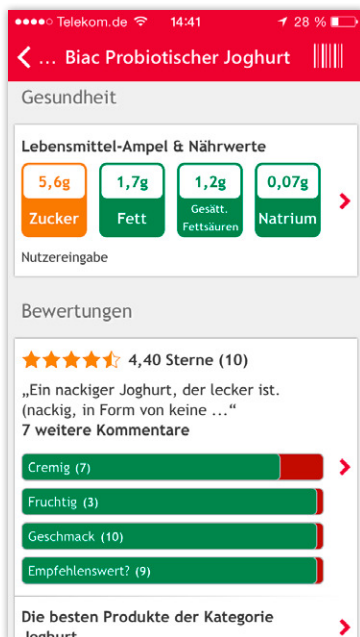 Telekom.de 14:41 28 %
... Biac Probiotischer Joghurt
Gesundheit
Lebensmittel-Ampel & Nährwerte
5,6g 1,7g 1,2g 0,07g
Zucker Fett Gesätt. Fettsäuren Natrium
Nutzereingabe
Bewertungen
4,40 Sterne (10)
„Ein nackiger Joghurt, der lecker ist.
(nackig, in Form von keine ...“
7 weitere Kommentare
Cremig (7)
Fruchtig (3)
Geschmack (10)
Empfehlenswert? (9)
Die besten Produkte der Kategorie
Joghurt